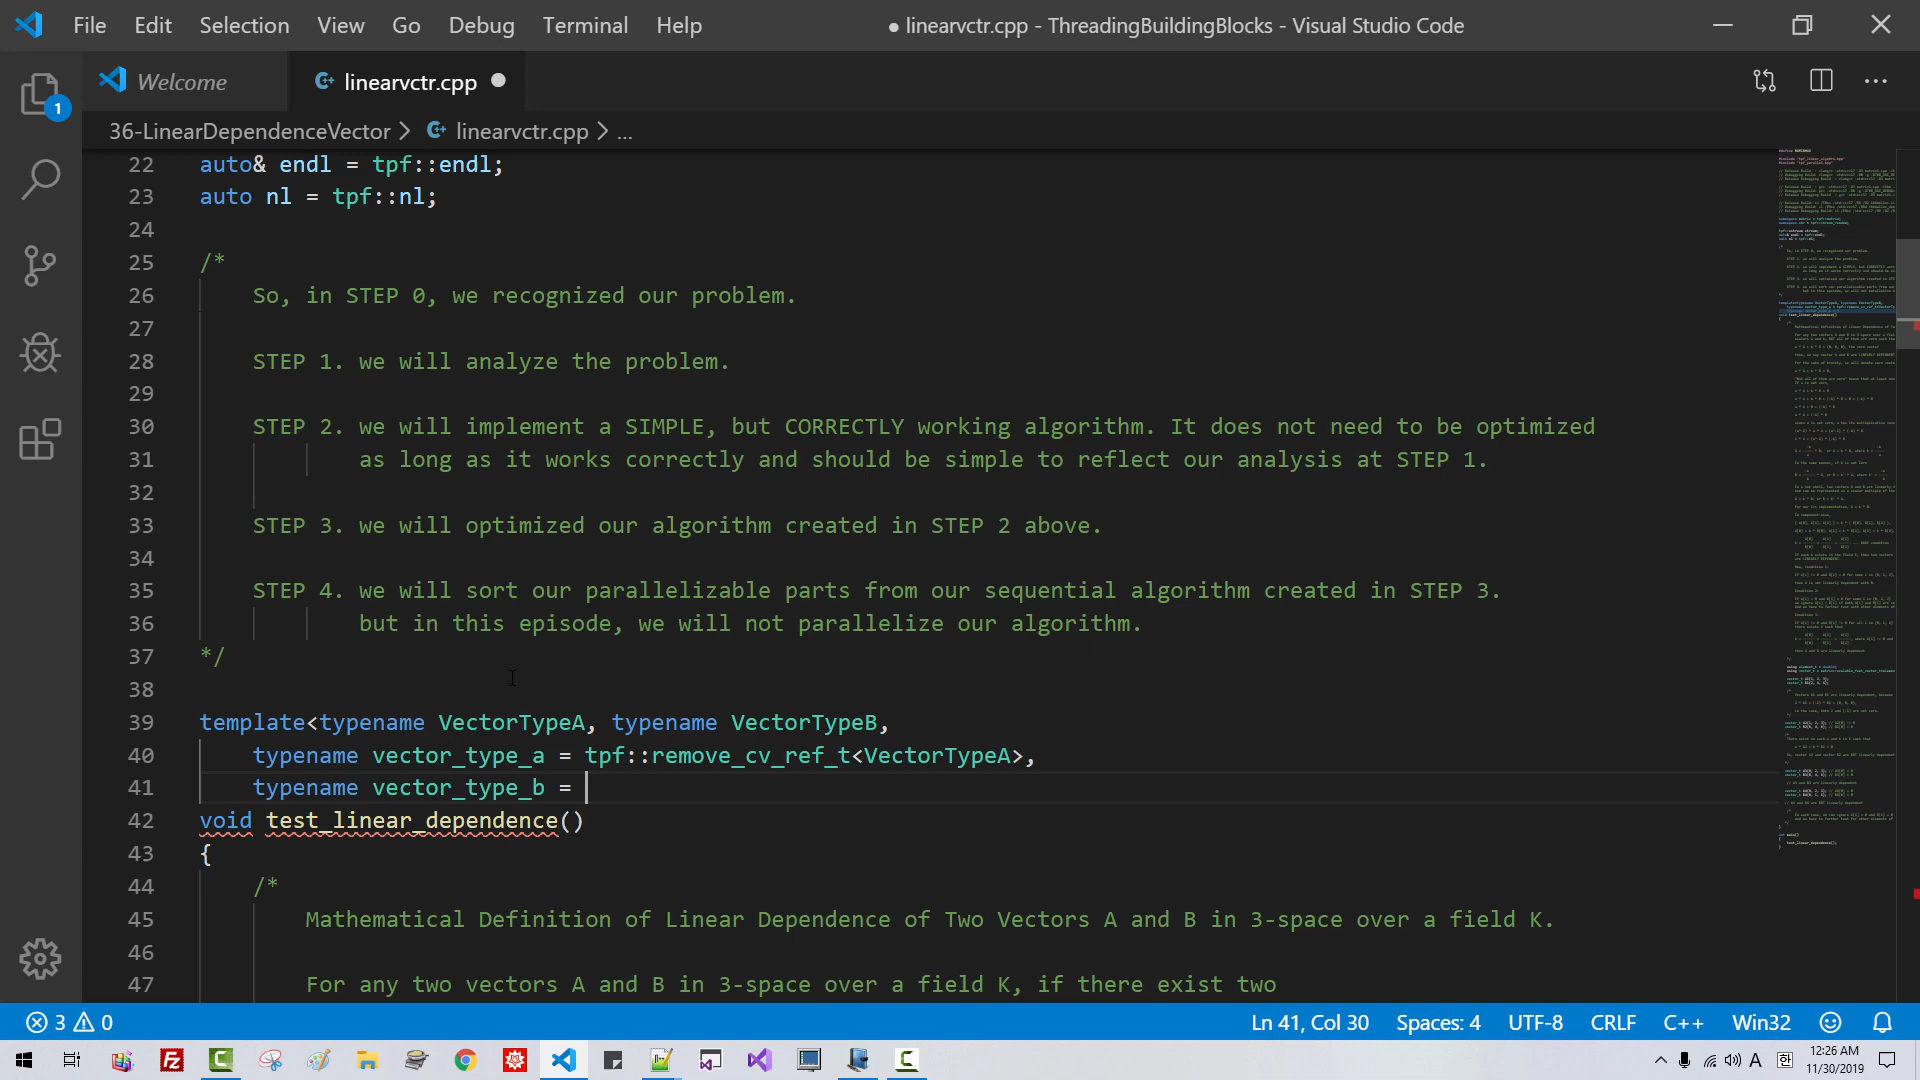 File Edit Selection View Go Debug Terminal Help ● linearvctr.cpp - ThreadingBuildingBlocks - Visual Studio Code
Welcome linearvctr.cpp
1
36-LinearDependenceVector > linearvctr.cpp > ...
22 auto& endl = tpf::endl;
23 auto nl = tpf::nl;
24
25 /*
26 So, in STEP 0, we recognized our problem.
27
28 STEP 1. we will analyze the problem.
29
30 STEP 2. we will implement a SIMPLE, but CORRECTLY working algorithm. It does not need to be optimized
31 as long as it works correctly and should be simple to reflect our analysis at STEP 1.
32
33 STEP 3. we will optimized our algorithm created in STEP 2 above.
34
35 STEP 4. we will sort our parallelizable parts from our sequential algorithm created in STEP 3.
36 but in this episode, we will not parallelize our algorithm.
37 */
38
39 template<typename VectorTypeA, typename VectorTypeB,
40 typename vector_type_a = tpf::remove_cv_ref_t<VectorTypeA>,
41 typename vector_type_b =
42 void test_linear_dependence()
43 {
44 /*
45 Mathematical Definition of Linear Dependence of Two Vectors A and B in 3-space over a field K.
46
47 For any two vectors A and B in 3-space over a field K, if there exist two
3 0 Ln 41, Col 30 Spaces: 4 UTF-8 CRLF C++ Win32
A 한 12:26 AM
11/30/2019